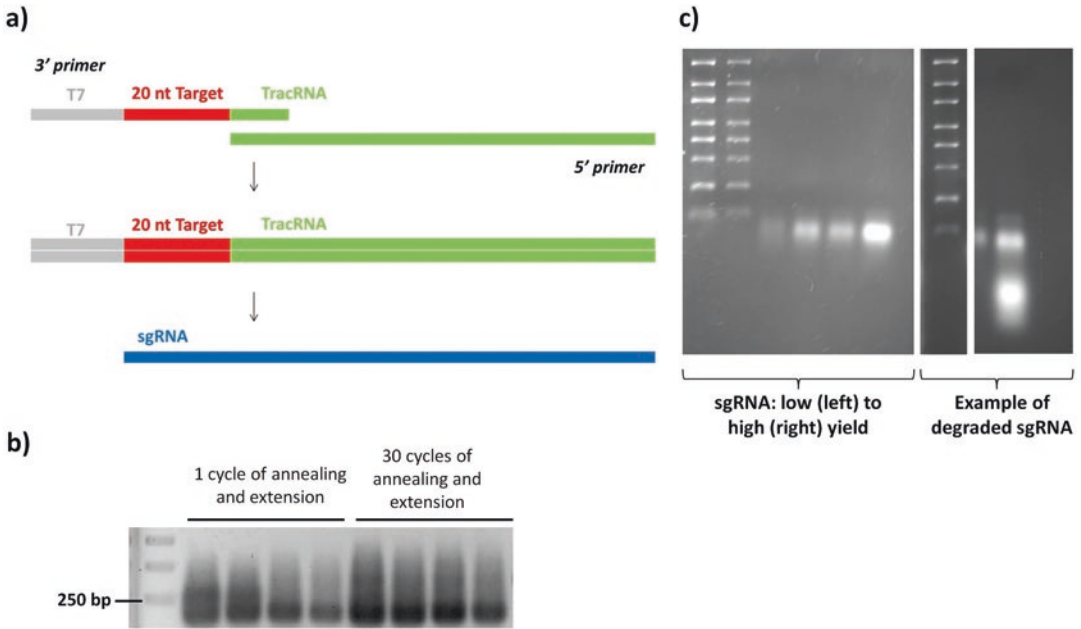 a)
3' primer
T7
20 nt Target
TracRNA
5' primer
T7
20 nt Target
TracRNA
sgRNA
b)
1 cycle of annealing
and extension
30 cycles of
annealing and
extension
250 bp
c)
sgRNA: low (left) to
high (right) yield
Example of
degraded sgRNA